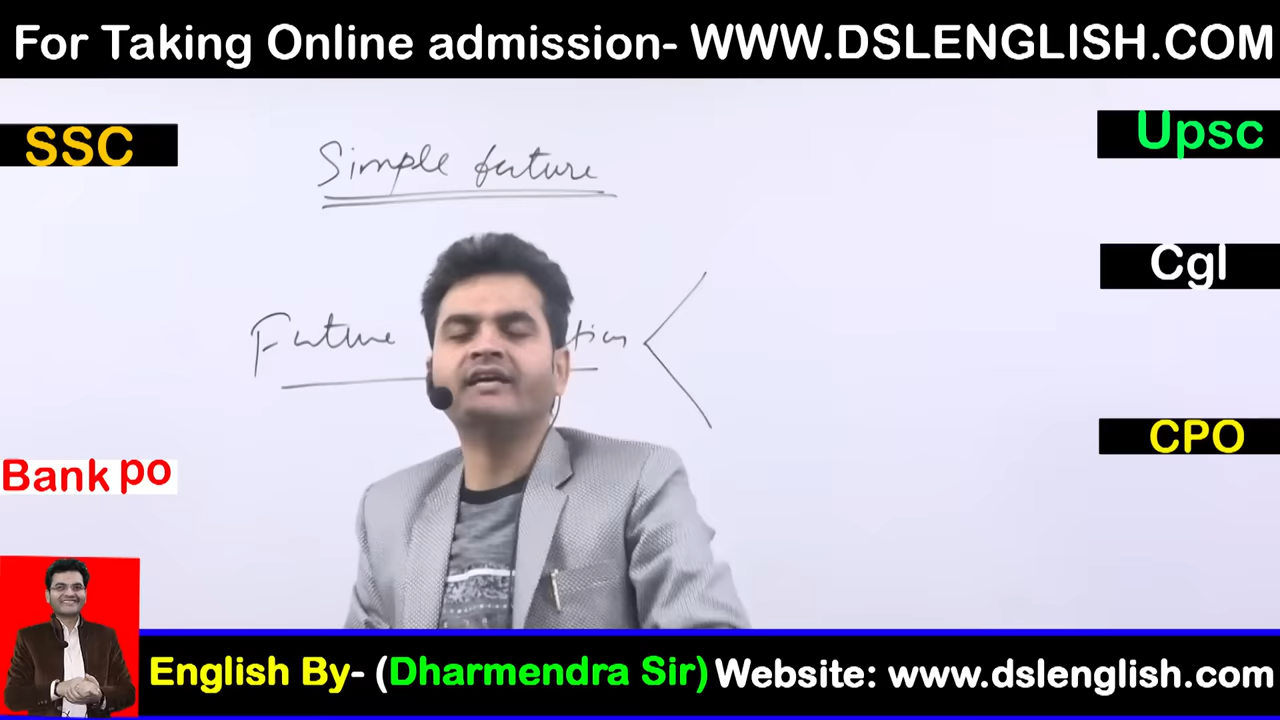 For Taking Online admission- WWW.DSLENGLISH.COM
SSC
Upsc
Simple future
Cgl
Future
CPO
Bank po
English By- (Dharmendra Sir) Website: www.dslenglish.com